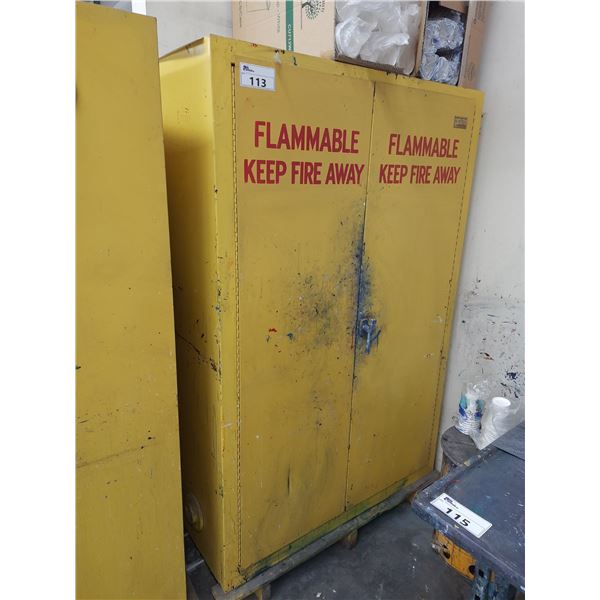 113
FLAMMABLE
KEEP FIRE AWAY
FLAMMABLE
KEEP FIRE AWAY
115